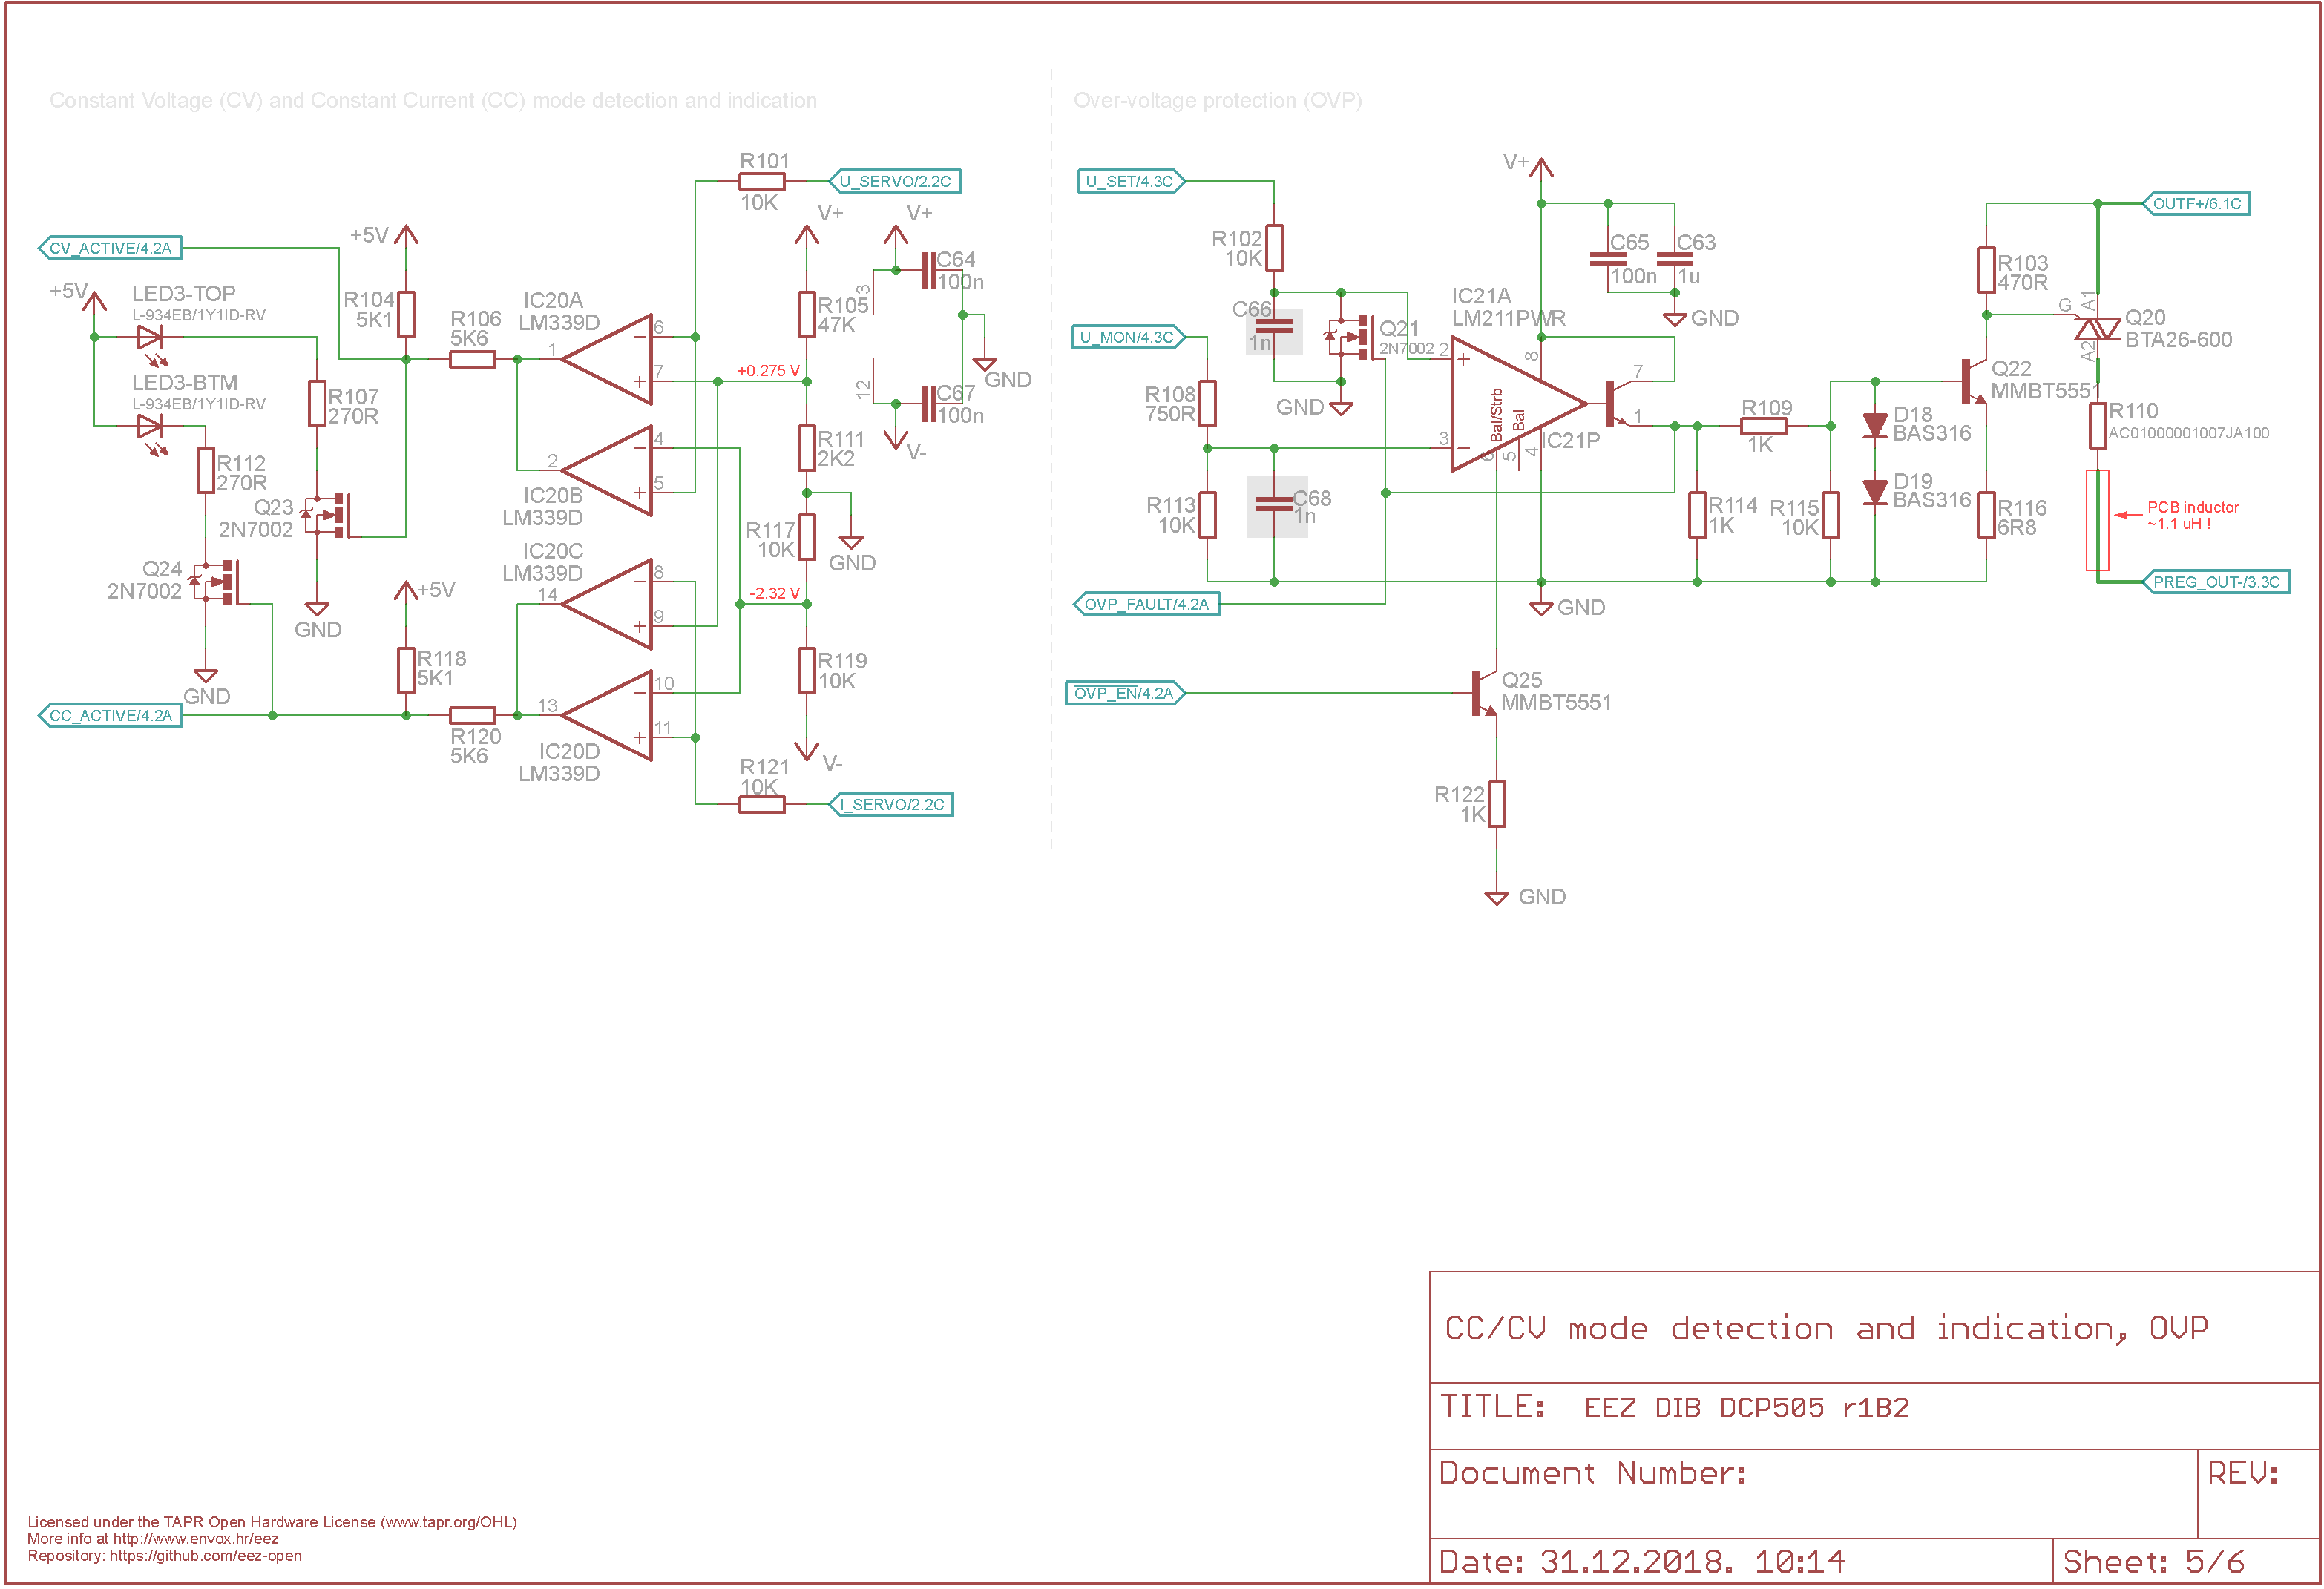 Constant Voltage (CV) and Constant Current (CC) mode detection and indication
CV_ACTIVE/4.2A
+5V
LED3-TOP
L-934EB/1Y1ID-RV
LED3-BTM
L-934EB/1Y1ID-RV
R107
270R
R112
270R
Q23
2N7002
Q24
2N7002
GND
GND
CC_ACTIVE/4.2A
+5V
R104
5K1
R106
5K6
+5V
R118
5K1
R120
5K6
IC20A
LM339D
1
6
7
IC20B
LM339D
2
4
5
IC20C
LM339D
14
8
9
IC20D
LM339D
13
10
11
R101
10K
U_SERVO/2.2C
V+
V+
C64
100n
3
R105
47K
+0.275 V
GND
12
C67
100n
V-
R111
2K2
R117
10K
GND
-2.32 V
R119
10K
V-
R121
10K
I_SERVO/2.2C
Over-voltage protection (OVP)
U_SET/4.3C
R102
10K
C66
1n
Q21
2N7002
GND
U_MON/4.3C
R108
750R
R113
10K
C68
1n
OVP_FAULT/4.2A
OVP_EN/4.2A
V+
C65
100n
C63
1u
GND
IC21A
LM211PWR
2
3
8
7
1
Bal/Strb
Bal
6
5
4
IC21P
GND
Q25
MMBT5551
R122
1K
GND
R109
1K
R114
1K
R115
10K
D18
BAS316
D19
BAS316
R103
470R
Q22
MMBT5551
R116
6R8
OUTF+/6.1C
G
A1
A2
Q20
BTA26-600
R110
AC01000001007JA100
PCB inductor
~1.1 uH !
PREG_OUT-/3.3C
CC/CV mode detection and indication, OVP
TITLE: EEZ DIB DCP505 r1B2
Document Number:
REV:
Date: 31.12.2018. 10:14
Sheet: 5/6
Licensed under the TAPR Open Hardware License (www.tapr.org/OHL)
More info at http://www.envox.hr/eez
Repository: https://github.com/eez-open